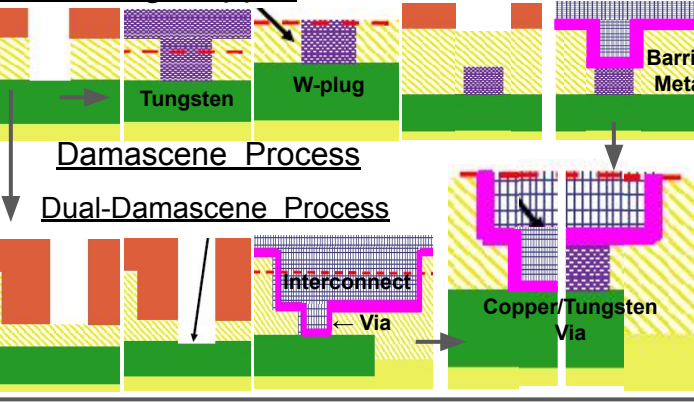 Tungsten
W-plug
Damascene Process
Dual-Damascene Process
Interconnect
← Via
Copper/Tungsten
Via